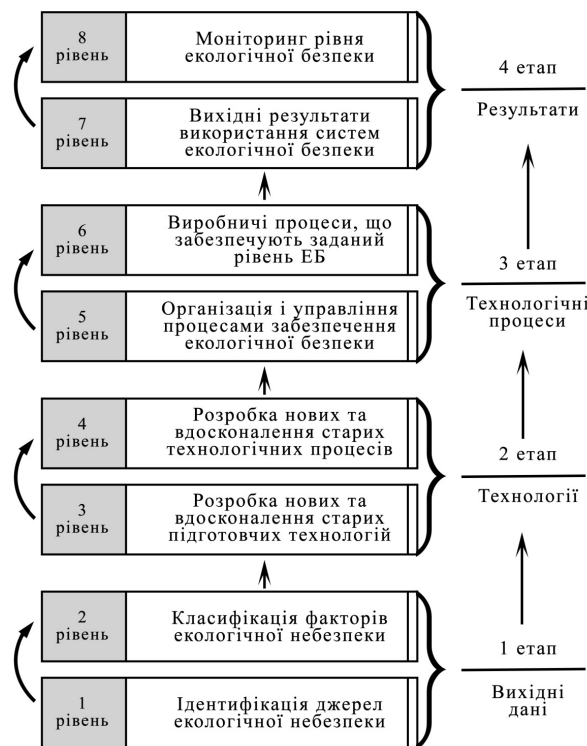 8
рівень
Моніторинг рівня
екологічної безпеки
7
рівень
Вихідні результати
використання систем
екологічної безпеки
4 етап
Результати
6
рівень
Виробничі процеси, що
забезпечують заданий
рівень ЕБ
5
рівень
Організація і управління
процесами забезпечення
екологічної безпеки
3 етап
Технологічні
процеси
4
рівень
Розробка нових та
вдосконалення старих
технологічних процесів
3
рівень
Розробка нових та
вдосконалення старих
підготовчих технологій
2 етап
Технології
2
рівень
Класифікація факторів
екологічної небезпеки
1
рівень
Ідентифікація джерел
екологічної небезпеки
1 етап
Вихідні
дані